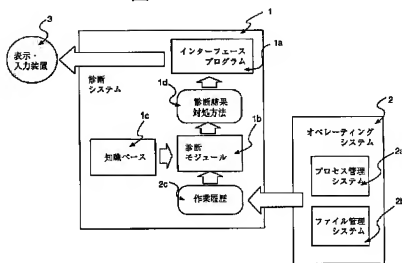 3
表示・
入力装置
1
インターフェース
プログラム
1a
1d
診断
システム
診断結果
対処方法
1c
知識ベース
1b
診断
モジュール
2c
作業履歴
2
オペレーティング
システム
2a
プロセス管理
システム
2b
ファイル管理
システム